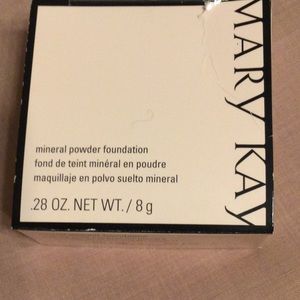 MARY KAY
mineral powder foundation
fond de teint minéral en poudre
maquillaje en polvo suelto mineral
.28 OZ. NET WT. / 8 g